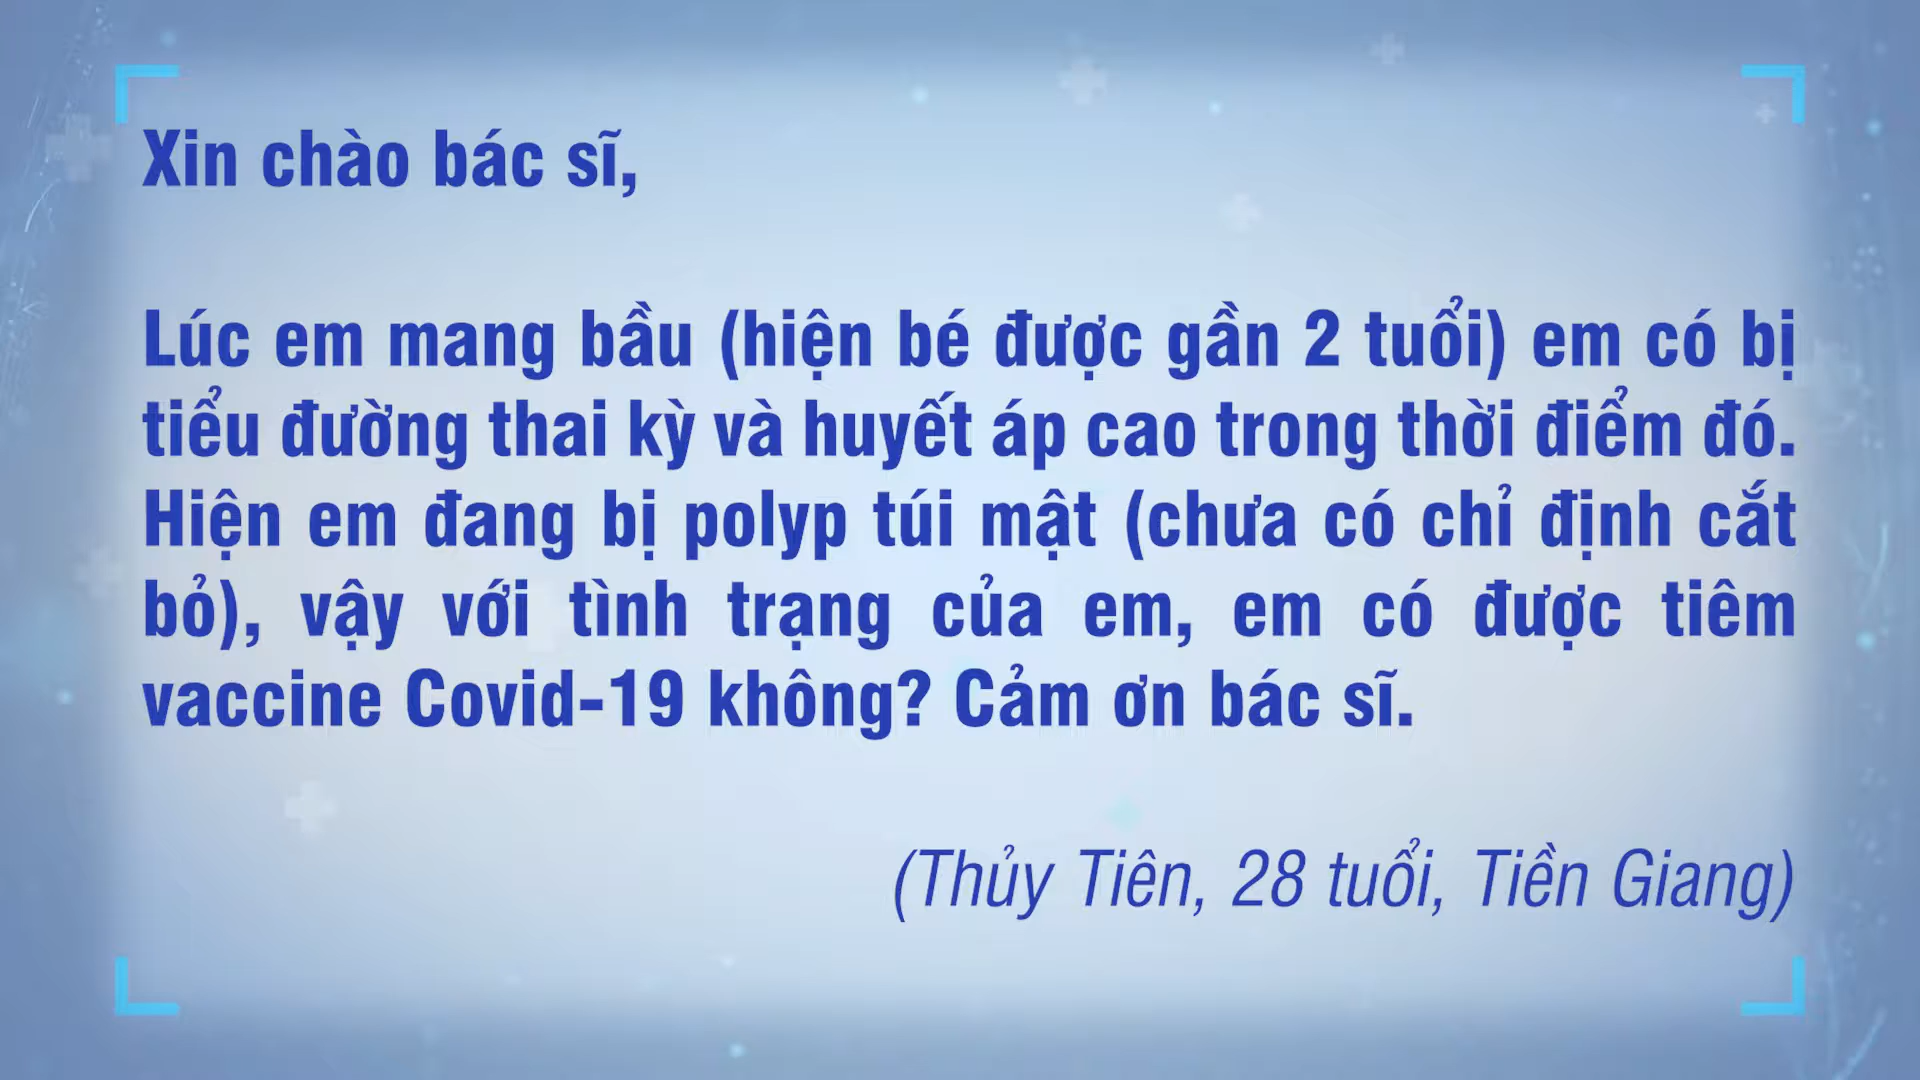 Xin chào bác sĩ,
Lúc em mang bầu (hiện bé được gần 2 tuổi) em có bị
tiểu đường thai kỳ và huyết áp cao trong thời điểm đó.
Hiện em đang bị polyp túi mật (chưa có chỉ định cắt
bỏ), vậy với tình trạng của em, em có được tiêm
vaccine Covid-19 không? Cảm ơn bác sĩ.
(Thủy Tiên, 28 tuổi, Tiền Giang)